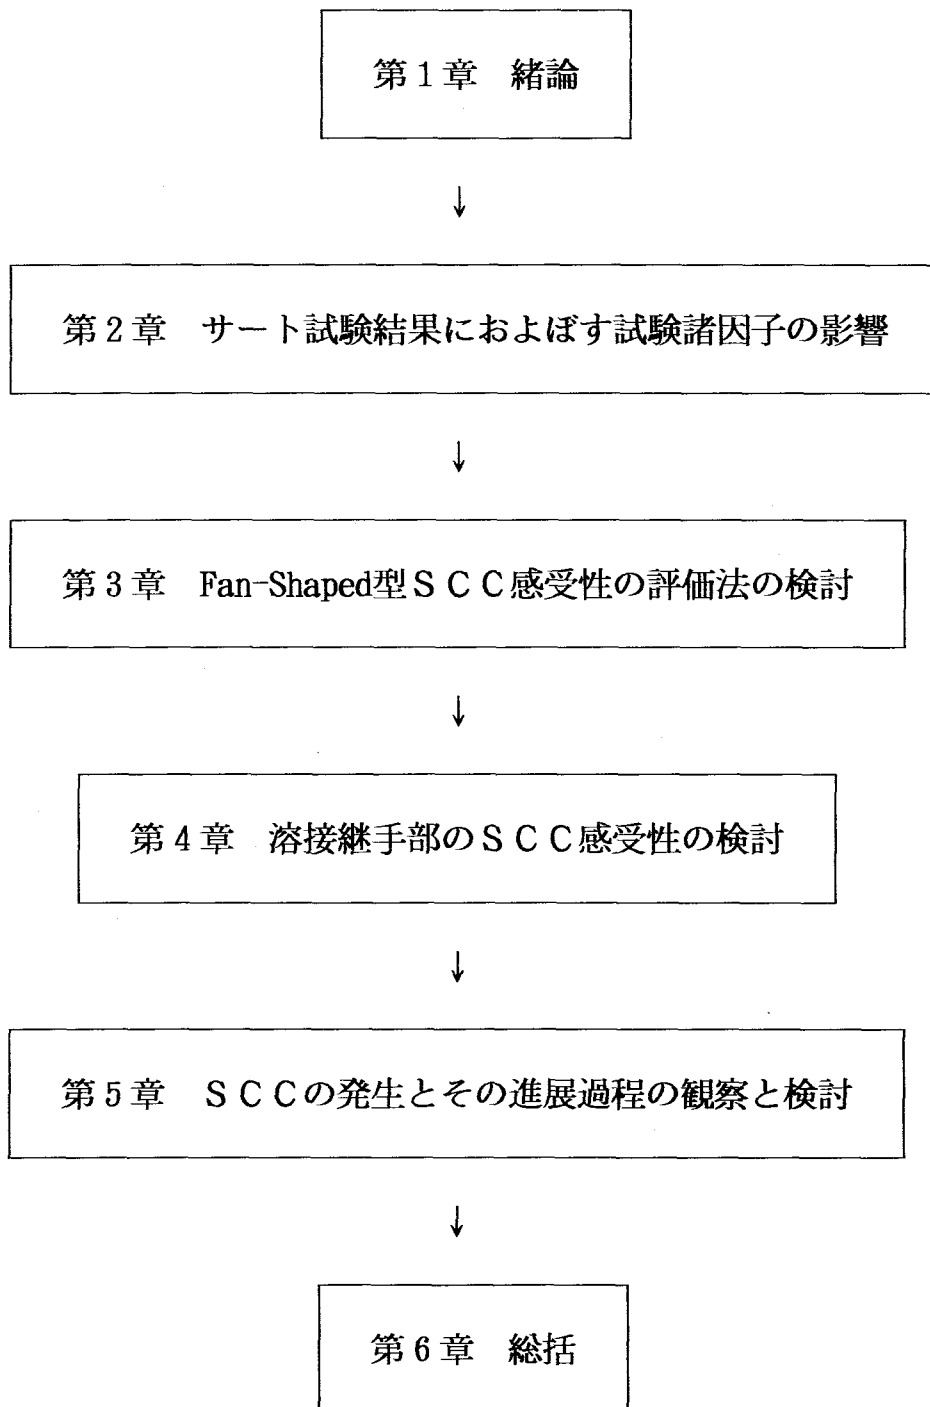 第1章　緒論
↓
第2章　サート試験結果におよぼす試験諸因子の影響
↓
第3章　Fan-Shaped型ＳＣＣ感受性の評価法の検討
↓
第4章　溶接継手部のＳＣＣ感受性の検討
↓
第5章　ＳＣＣの発生とその進展過程の観察と検討
↓
第6章　総括